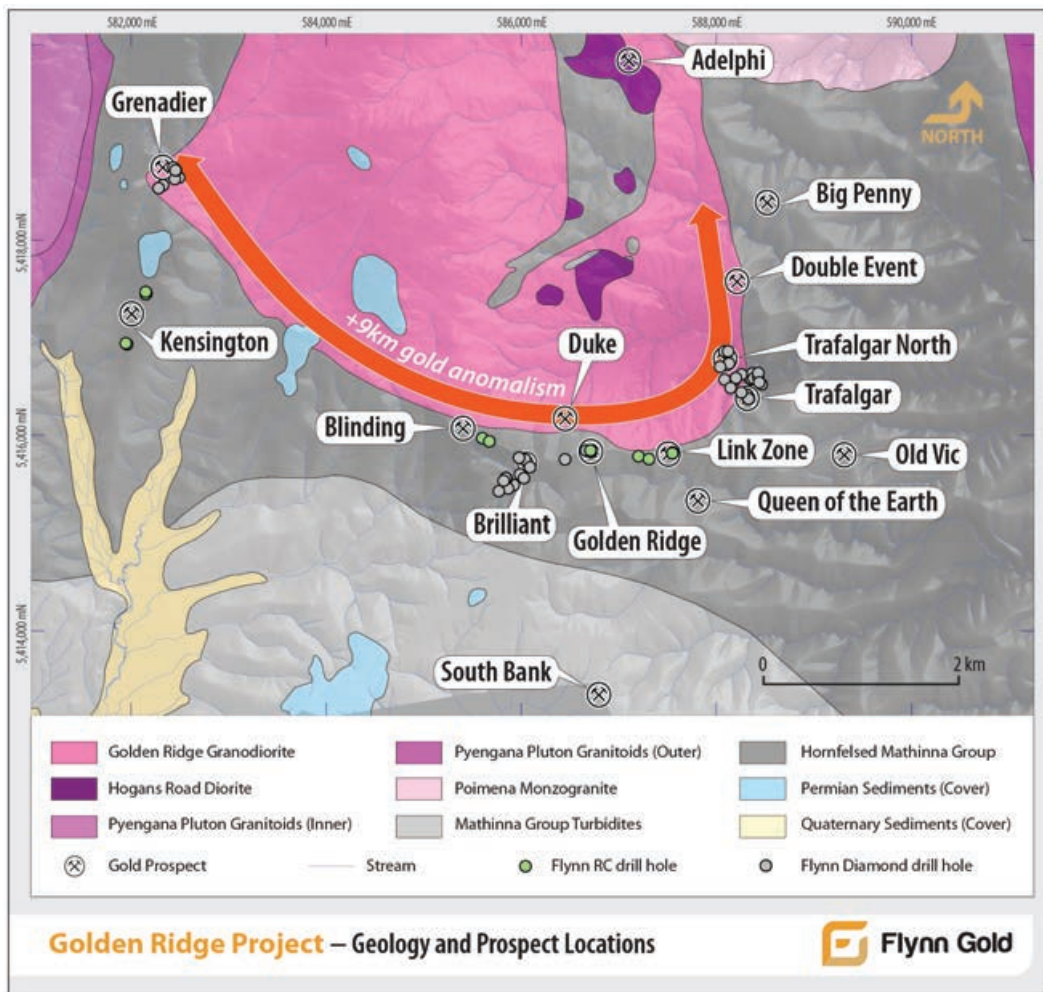 582,000 mE
584,000 mE
586,000 mE
588,000 mE
590,000 mE
Adelphi
Grenadier
NORTH
Big Penny
5,418,000 mN
Double Event
Kensington
+9km gold anomalism
Duke
Trafalgar North
Trafalgar
Blinding
5,416,000 mN
Link Zone
Old Vic
Brilliant
Golden Ridge
Queen of the Earth
5,414,000 mN
South Bank
0
2 km
Golden Ridge Granodiorite
Pyengana Pluton Granitoids (Outer)
Hornfelsed Mathinna Group
Hogans Road Diorite
Poimena Monzogranite
Permian Sediments (Cover)
Pyengana Pluton Granitoids (Inner)
Mathinna Group Turbidites
Quaternary Sediments (Cover)
Gold Prospect
Stream
Flynn RC drill hole
Flynn Diamond drill hole
Golden Ridge Project – Geology and Prospect Locations
Flynn Gold